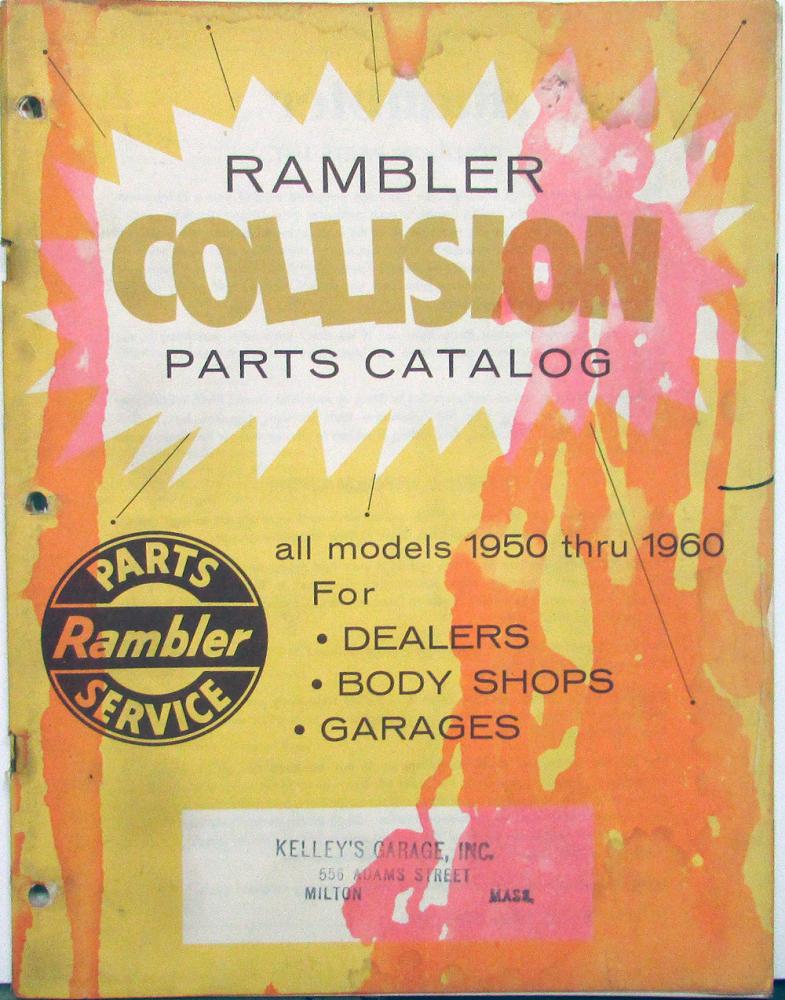 RAMBLER
COLLISION
PARTS CATALOG
all models 1950 thru 1960
For
• DEALERS
• BODY SHOPS
• GARAGES
PARTS
Rambler
SERVICE
KELLEY'S GARAGE, INC.
556 ADAMS STREET
MILTON MASS.